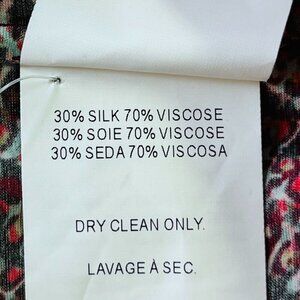 30% SILK 70% VISCOSE
30% SOIE 70% VISCOSE
30% SEDA 70% VISCOSA
DRY CLEAN ONLY.
LAVAGE À SEC.